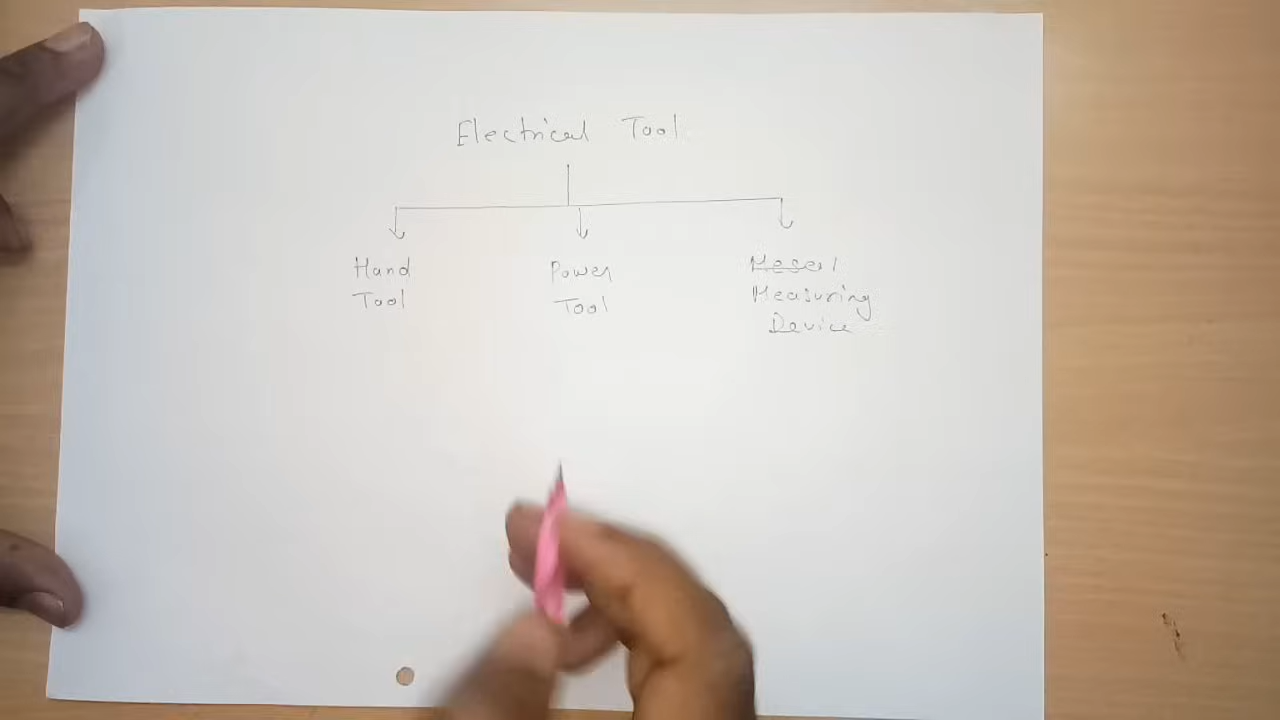 Electrical Tool
Hand
Tool
Power
Tool
Measuring
Device